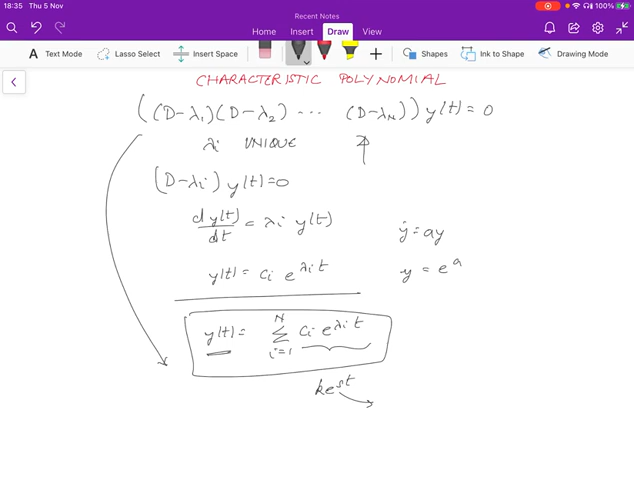 18:35 Thu 5 Nov
Recent Notes
100%
Home Insert Draw View
Text Mode Lasso Select Insert Space Shapes Ink to Shape Drawing Mode
CHARACTERISTIC POLYNOMIAL
((D-λ₁)(D-λ₂) ... (D-λ_N)) y(t) = 0
λi UNIQUE
(D-λi) y(t)=0
dy(t)/dt = λi y(t)
ẏ = ay
y(t) = ci e^{λi t}
y = e^a
y(t) = Σ_{i=1}^{N} ci e^{λi t}
ke^{st}